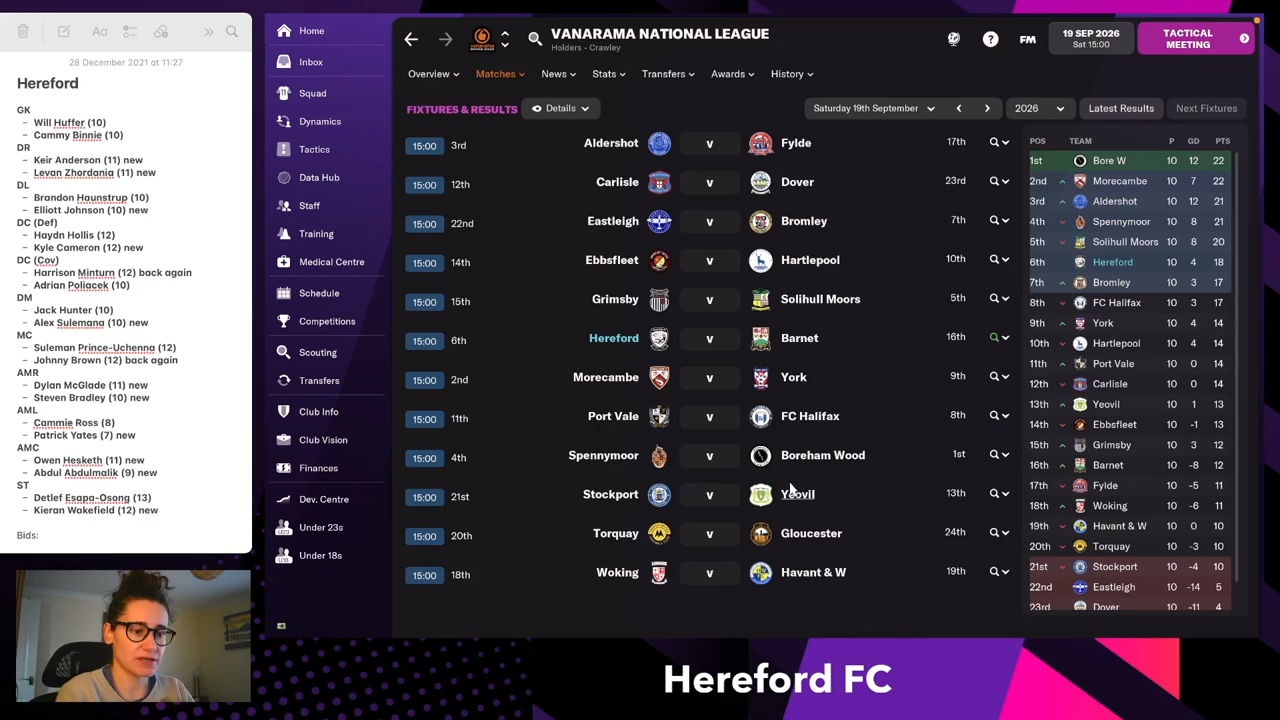 28 December 2021 at 11:27
Hereford
GK
- Will Huffer (10)
- Cammy Binnie (10)
DR
- Keir Anderson (11) new
- Levan Zhordania (11) new
DL
- Brandon Haunstrup (10)
- Elliott Johnson (10) new
DC (Def)
- Haydn Hollis (12)
- Kyle Cameron (12) new
DC (Cov)
- Harrison Minturn (12) back again
- Adrian Poliacek (10)
DM
- Jack Hunter (10)
- Alex Sulemana (10) new
MC
- Suleman Prince-Uchenna (12)
- Johnny Brown (12) back again
AMR
- Dylan McGlade (11) new
- Steven Bradley (10) new
AML
- Cammie Ross (8)
- Patrick Yates (7) new
AMC
- Owen Hesketh (11) new
- Abdul Abdulmalik (9) new
ST
- Detlef Esapa-Osong (13)
- Kieran Wakefield (12) new
Bids:
Home
Inbox
Squad
Dynamics
Tactics
Data Hub
Staff
Training
Medical Centre
Schedule
Competitions
Scouting
Transfers
Club Info
Club Vision
Finances
Dev. Centre
Under 23s
Under 18s
VANARAMA NATIONAL LEAGUE
Holders - Crawley
FM
19 SEP 2026
Sat 15:00
TACTICAL
MEETING
Overview Matches News Stats Transfers Awards History
FIXTURES & RESULTS Details Saturday 19th September 2026 Latest Results Next Fixtures
15:00 3rd Aldershot v Fylde 17th
15:00 12th Carlisle v Dover 23rd
15:00 22nd Eastleigh v Bromley 7th
15:00 14th Ebbsfleet v Hartlepool 10th
15:00 15th Grimsby v Solihull Moors 5th
15:00 6th Hereford v Barnet 16th
15:00 2nd Morecambe v York 9th
15:00 11th Port Vale v FC Halifax 8th
15:00 4th Spennymoor v Boreham Wood 1st
15:00 21st Stockport v Yeovil 13th
15:00 20th Torquay v Gloucester 24th
15:00 18th Woking v Havant & W 19th
POS TEAM P GD PTS
1st Bore W 10 12 22
2nd Morecambe 10 7 22
3rd Aldershot 10 12 21
4th Spennymoor 10 8 21
5th Solihull Moors 10 8 20
6th Hereford 10 4 18
7th Bromley 10 3 17
8th FC Halifax 10 3 17
9th York 10 4 14
10th Hartlepool 10 4 14
11th Port Vale 10 0 14
12th Carlisle 10 2 14
13th Yeovil 10 1 13
14th Ebbsfleet 10 -1 13
15th Grimsby 10 3 12
16th Barnet 10 -8 12
17th Fylde 10 -5 11
18th Woking 10 -6 11
19th Havant & W 10 0 10
20th Torquay 10 -3 10
21st Stockport 10 -4 10
22nd Eastleigh 10 -14 5
23rd Dover 10 -11 4
Hereford FC